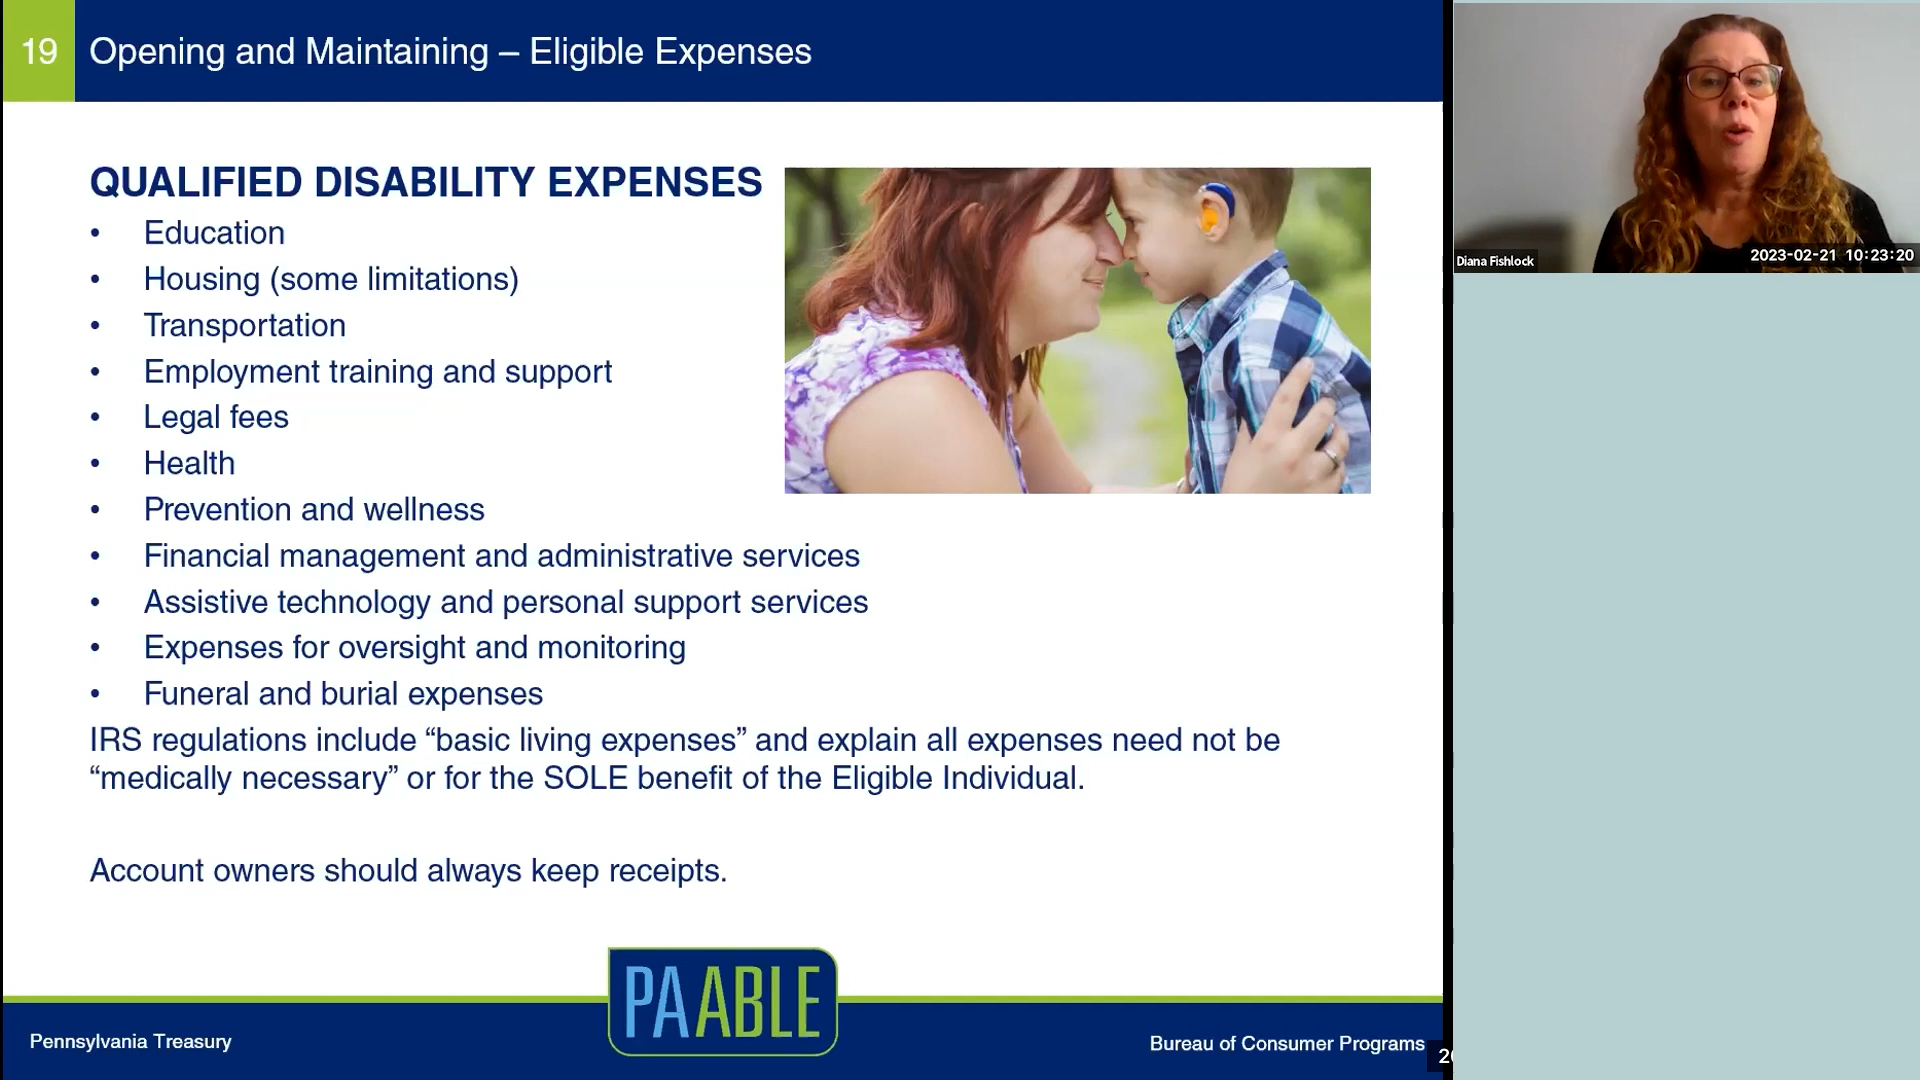 19 Opening and Maintaining – Eligible Expenses
QUALIFIED DISABILITY EXPENSES
• Education
• Housing (some limitations)
• Transportation
• Employment training and support
• Legal fees
• Health
• Prevention and wellness
• Financial management and administrative services
• Assistive technology and personal support services
• Expenses for oversight and monitoring
• Funeral and burial expenses
IRS regulations include “basic living expenses” and explain all expenses need not be
“medically necessary” or for the SOLE benefit of the Eligible Individual.
Account owners should always keep receipts.
PA ABLE
Pennsylvania Treasury
Bureau of Consumer Programs
Diana Fishlock
2023-02-21 10:23:20